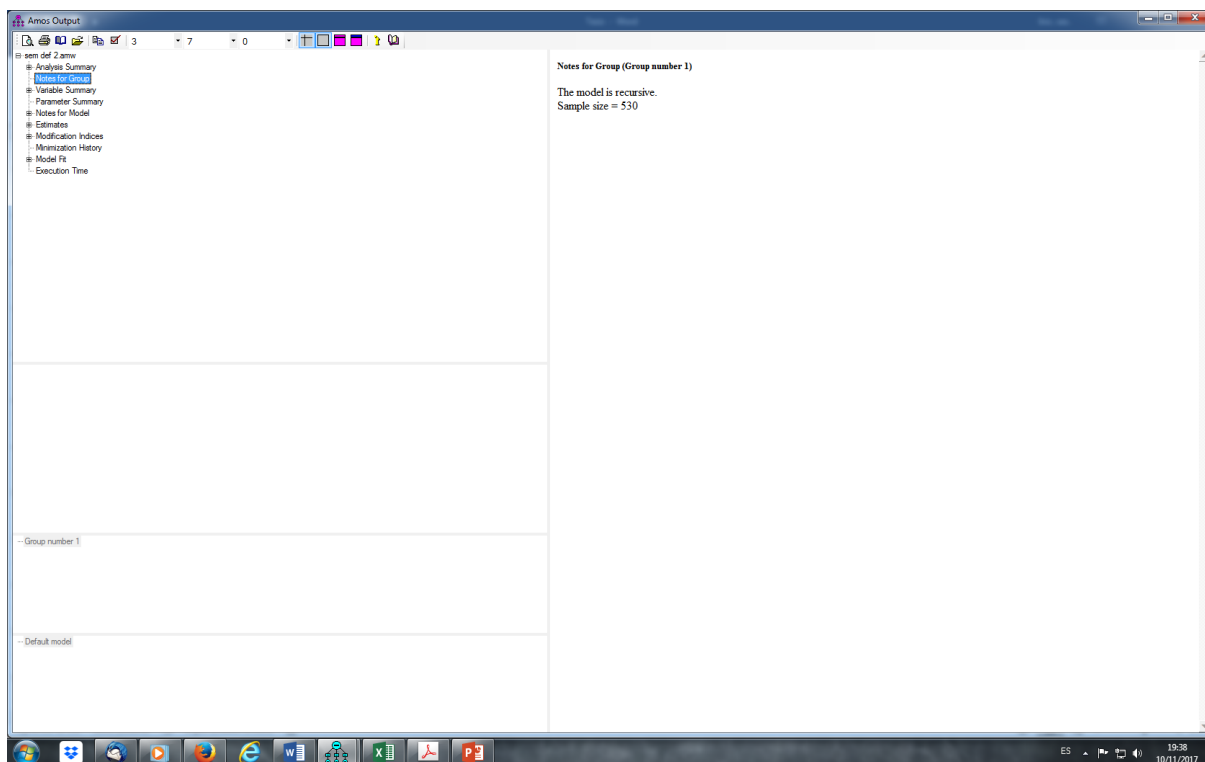 Amos Output
3 7 0
sem def 2.amw
Analysis Summary
Notes for Group
Variable Summary
Parameter Summary
Notes for Model
Estimates
Modification Indices
Minimization History
Model Fit
Execution Time
Notes for Group (Group number 1)
The model is recursive.
Sample size = 530
Group number 1
Default model
ES
19:38
10/11/2017